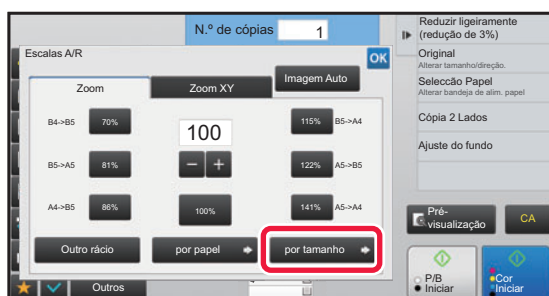 N.º de cópias 1
Escalas A/R
OK
Zoom
Zoom XY
Imagem Auto
B4->B5 70%
100
115% B5->A4
B5->A5 81%
− +
122% A5->B5
A4->B5 86%
100%
141% A5->A4
Outro rácio
por papel
por tamanho
Outros
Reduzir ligeiramente
(redução de 3%)
Original
Alterar tamanho/direção.
Seleccão Papel
Alterar bandeja de alim. papel
Cópia 2 Lados
Ajuste do fundo
Pré-
visualização
CA
P/B
Iniciar
Cor
Iniciar